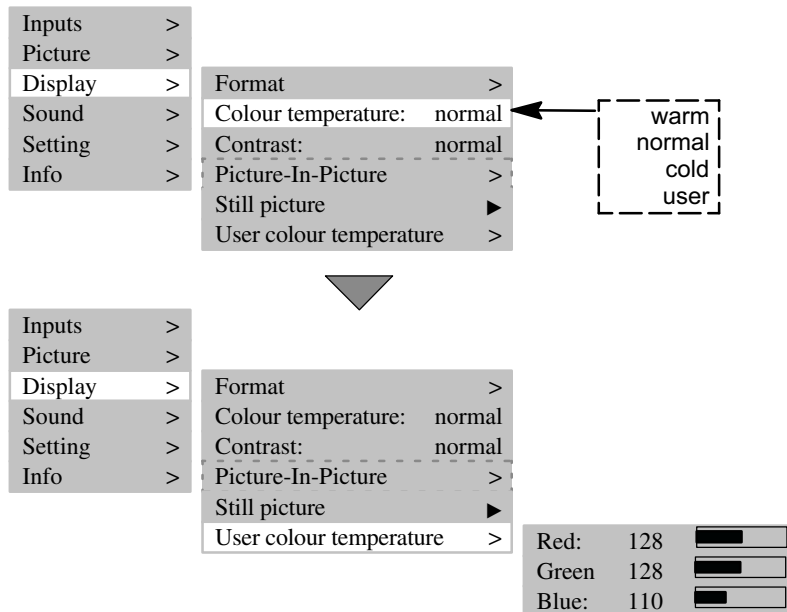 Inputs >
Picture >
Display >
Sound >
Setting >
Info >
Format >
Colour temperature: normal
Contrast: normal
Picture-In-Picture >
Still picture ▶
User colour temperature >
warm
normal
cold
user
Inputs >
Picture >
Display >
Sound >
Setting >
Info >
Format >
Colour temperature: normal
Contrast: normal
Picture-In-Picture >
Still picture ▶
User colour temperature >
Red: 128
Green 128
Blue: 110